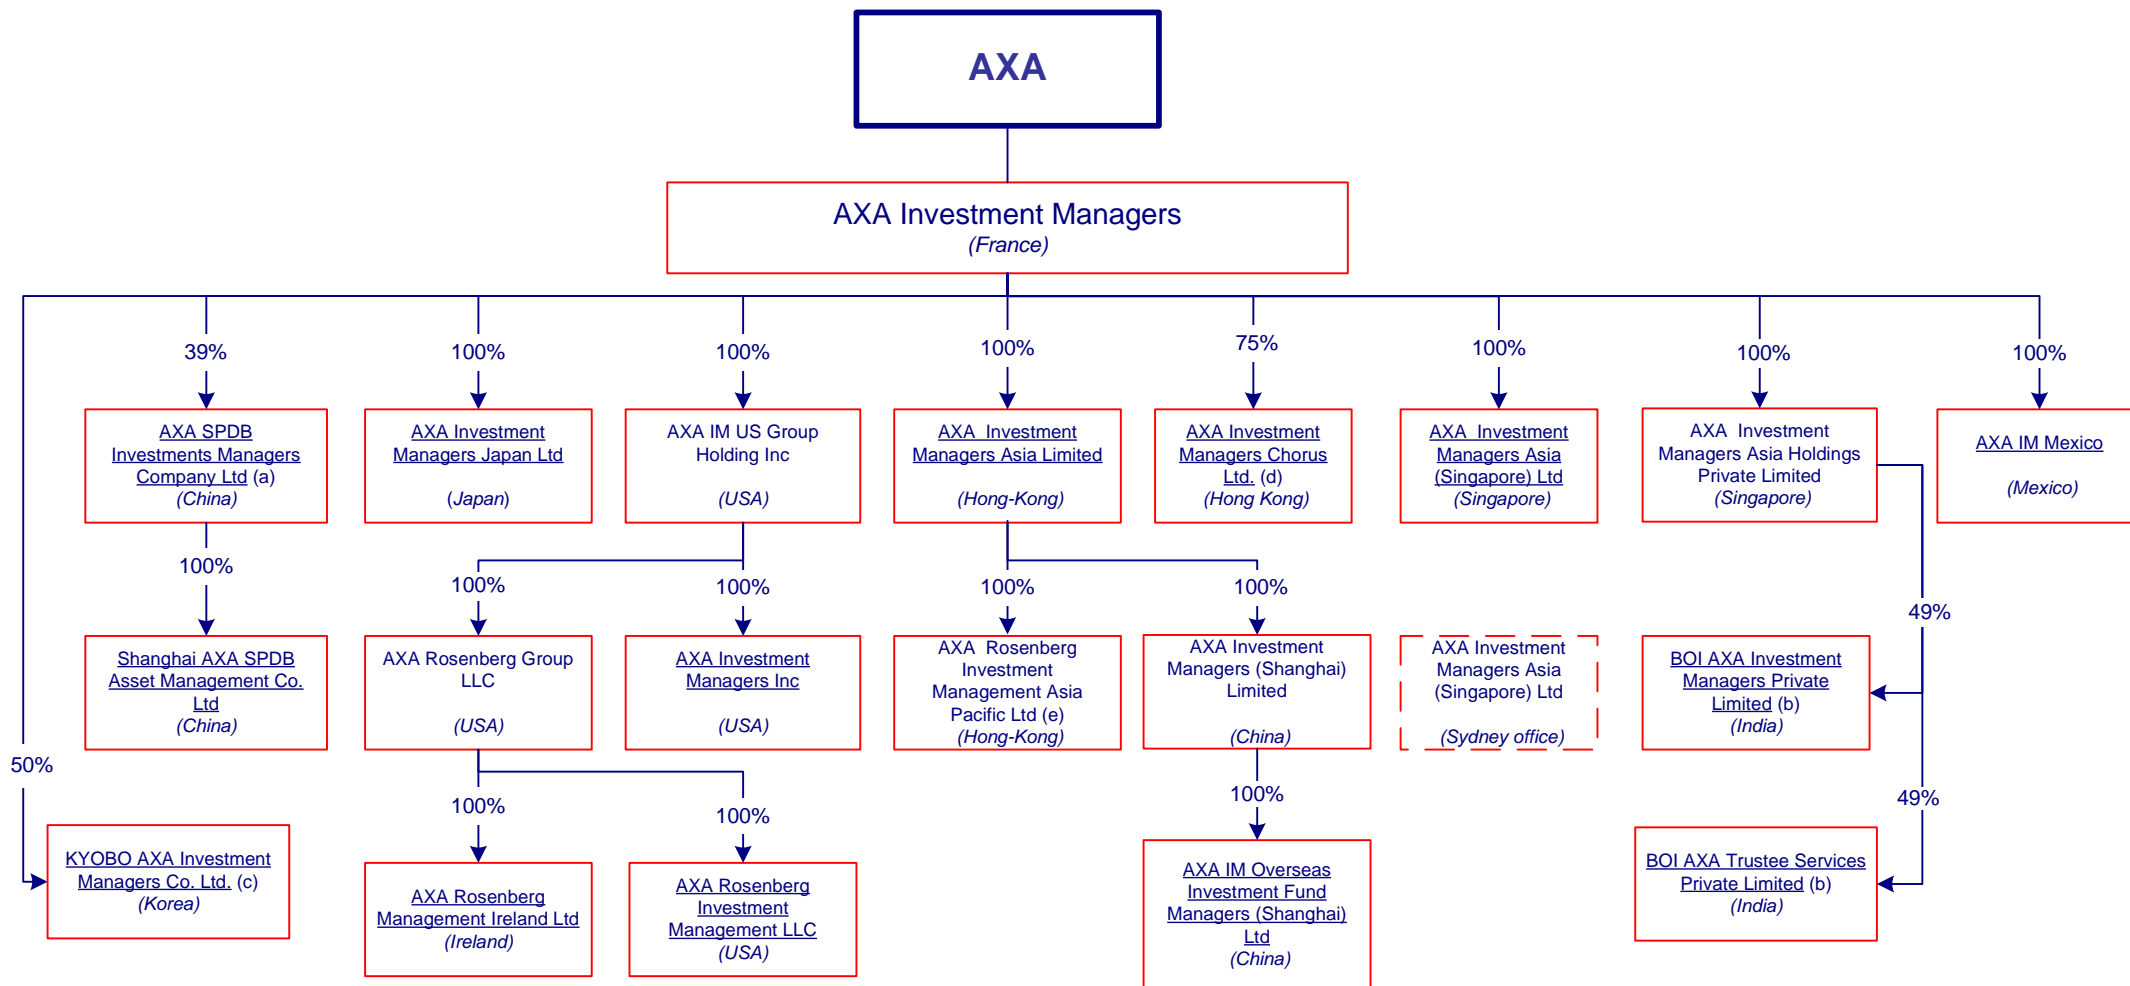 AXA
AXA Investment Managers
(France)
39%
100%
100%
100%
75%
100%
100%
100%
AXA SPDB
Investments Managers
Company Ltd (a)
(China)
AXA Investment
Managers Japan Ltd
(Japan)
AXA IM US Group
Holding Inc
(USA)
AXA Investment
Managers Asia Limited
(Hong-Kong)
AXA Investment
Managers Chorus
Ltd. (d)
(Hong Kong)
AXA Investment
Managers Asia
(Singapore) Ltd
(Singapore)
AXA Investment
Managers Asia Holdings
Private Limited
(Singapore)
AXA IM Mexico
(Mexico)
100%
100%
100%
100%
100%
49%
Shanghai AXA SPDB
Asset Management Co.
Ltd
(China)
AXA Rosenberg Group
LLC
(USA)
AXA Investment
Managers Inc
(USA)
AXA Rosenberg
Investment
Management Asia
Pacific Ltd (e)
(Hong-Kong)
AXA Investment
Managers (Shanghai)
Limited
(China)
AXA Investment
Managers Asia
(Singapore) Ltd
(Sydney office)
BOI AXA Investment
Managers Private
Limited (b)
(India)
50%
100%
100%
100%
49%
KYOBO AXA Investment
Managers Co. Ltd. (c)
(Korea)
AXA Rosenberg
Management Ireland Ltd
(Ireland)
AXA Rosenberg
Investment
Management LLC
(USA)
AXA IM Overseas
Investment Fund
Managers (Shanghai)
Ltd
(China)
BOI AXA Trustee Services
Private Limited (b)
(India)